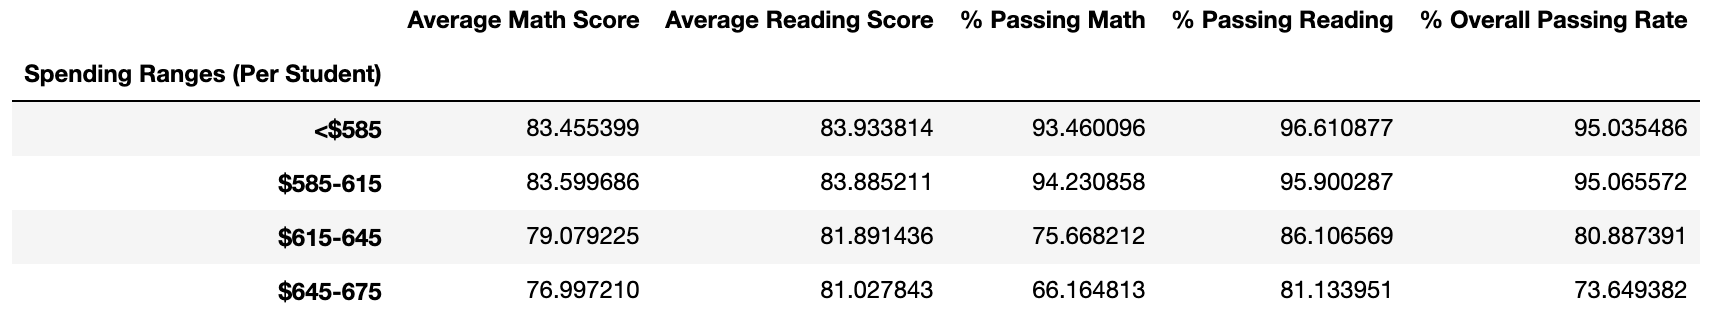 Average Math Score Average Reading Score % Passing Math % Passing Reading % Overall Passing Rate
Spending Ranges (Per Student)
<$585 83.455399 83.933814 93.460096 96.610877 95.035486
$585-615 83.599686 83.885211 94.230858 95.900287 95.065572
$615-645 79.079225 81.891436 75.668212 86.106569 80.887391
$645-675 76.997210 81.027843 66.164813 81.133951 73.649382